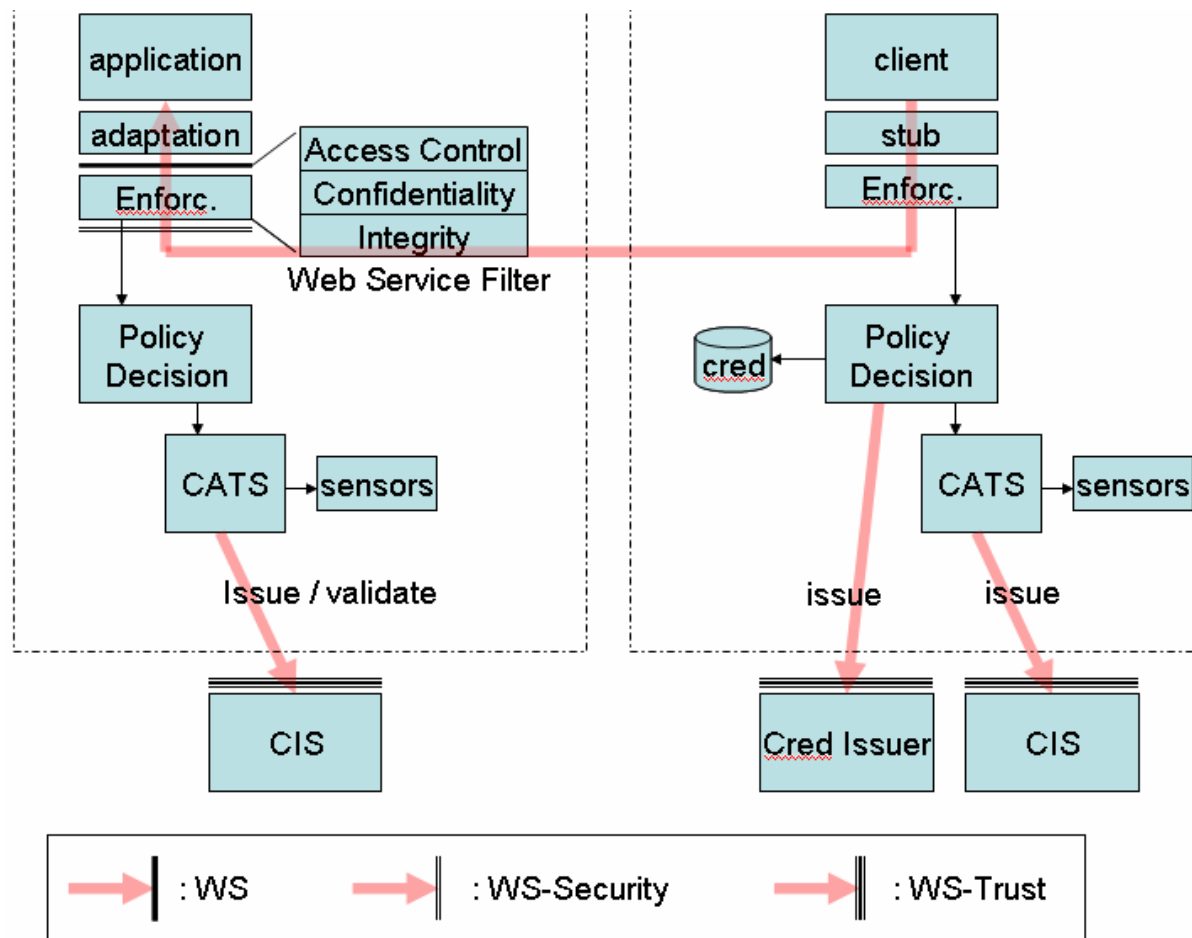 application
adaptation
Enforc.
Access Control
Confidentiality
Integrity
Web Service Filter
Policy
Decision
CATS
sensors
Issue / validate
CIS
client
stub
Enforc.
cred
Policy
Decision
CATS
sensors
issue
issue
Cred Issuer
CIS
: WS
: WS-Security
: WS-Trust